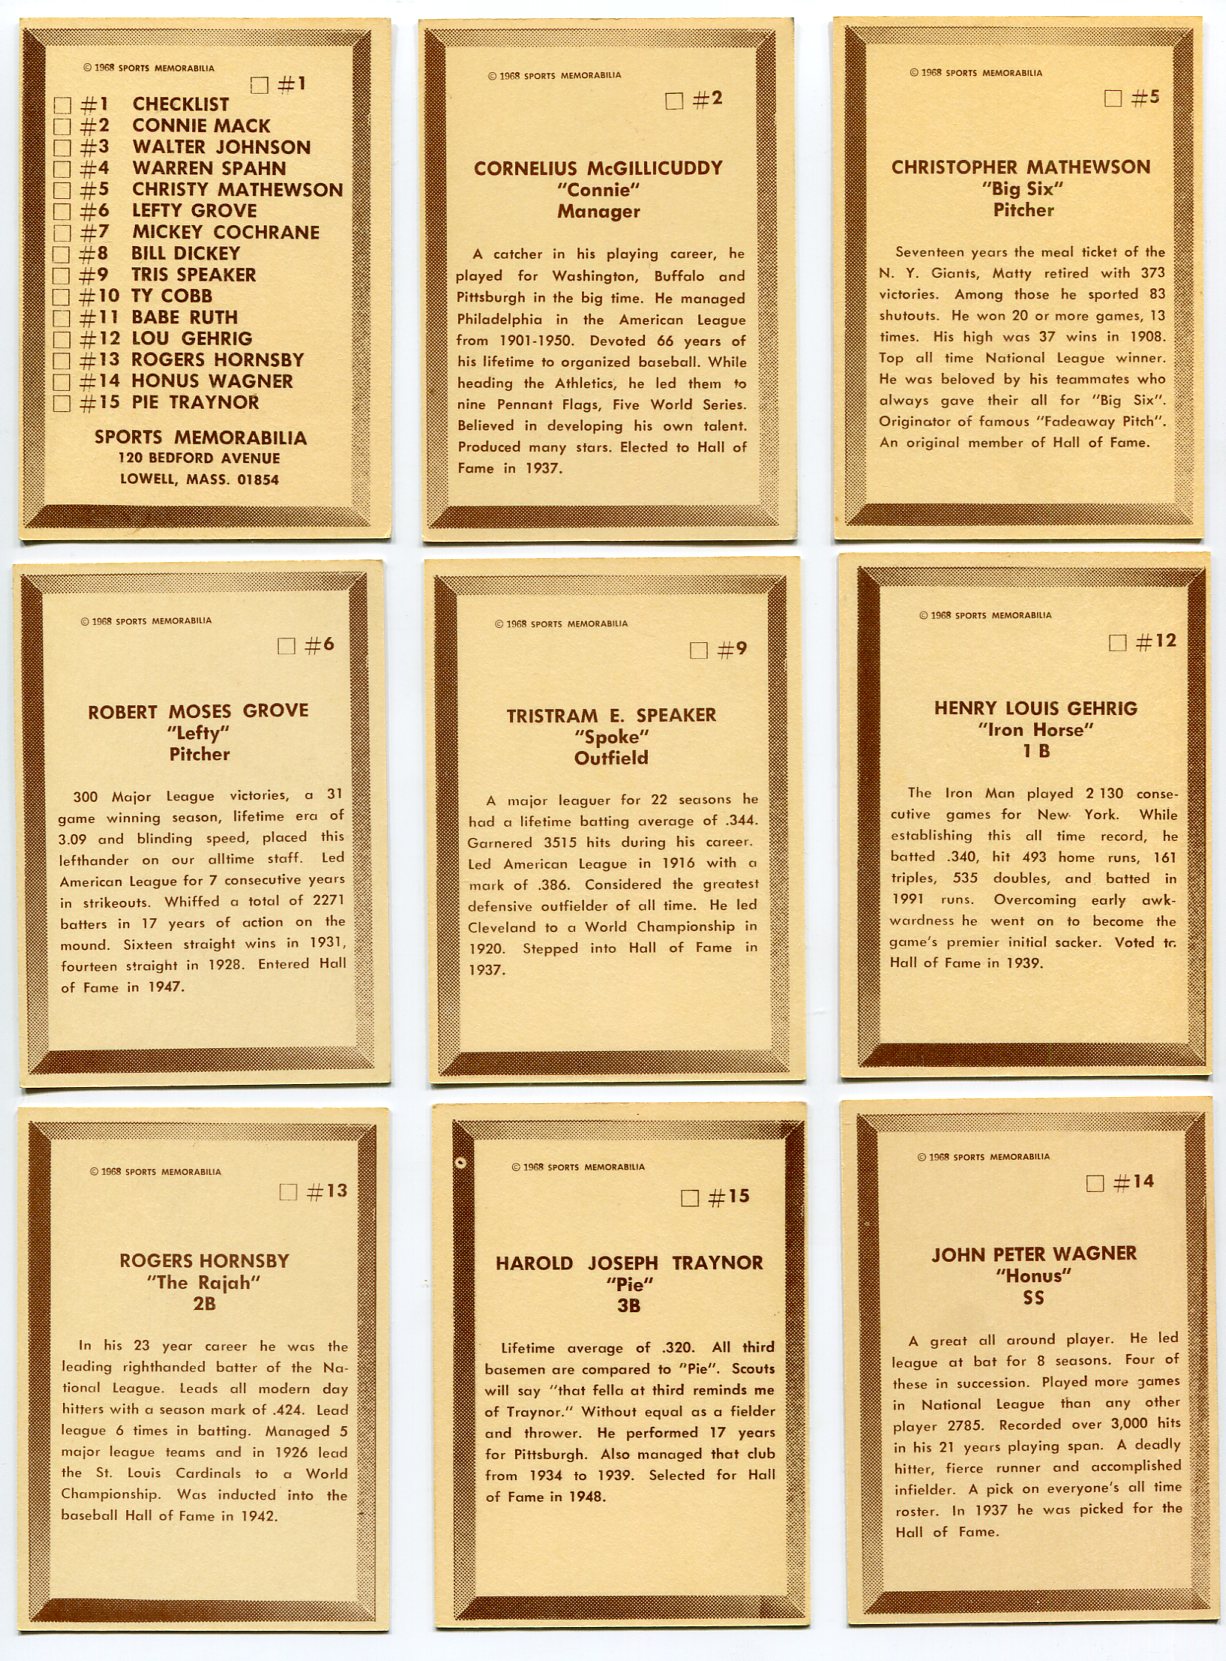 © 1968 SPORTS MEMORABILIA
#1
#1 CHECKLIST
#2 CONNIE MACK
#3 WALTER JOHNSON
#4 WARREN SPAHN
#5 CHRISTY MATHEWSON
#6 LEFTY GROVE
#7 MICKEY COCHRANE
#8 BILL DICKEY
#9 TRIS SPEAKER
#10 TY COBB
#11 BABE RUTH
#12 LOU GEHRIG
#13 ROGERS HORNSBY
#14 HONUS WAGNER
#15 PIE TRAYNOR
SPORTS MEMORABILIA
120 BEDFORD AVENUE
LOWELL, MASS. 01854
© 1968 SPORTS MEMORABILIA
#2
CORNELIUS McGILLICUDDY
"Connie"
Manager
A catcher in his playing career, he
played for Washington, Buffalo and
Pittsburgh in the big time. He managed
Philadelphia in the American League
from 1901-1950. Devoted 66 years of
his lifetime to organized baseball. While
heading the Athletics, he led them to
nine Pennant Flags, Five World Series.
Believed in developing his own talent.
Produced many stars. Elected to Hall of
Fame in 1937.
© 1968 SPORTS MEMORABILIA
#5
CHRISTOPHER MATHEWSON
"Big Six"
Pitcher
Seventeen years the meal ticket of the
N. Y. Giants, Matty retired with 373
victories. Among those he sported 83
shutouts. He won 20 or more games, 13
times. His high was 37 wins in 1908.
Top all time National League winner.
He was beloved by his teammates who
always gave their all for "Big Six".
Originator of famous "Fadeaway Pitch".
An original member of Hall of Fame.
© 1968 SPORTS MEMORABILIA
#6
ROBERT MOSES GROVE
"Lefty"
Pitcher
300 Major League victories, a 31
game winning season, lifetime era of
3.09 and blinding speed, placed this
lefthander on our alltime staff. Led
American League for 7 consecutive years
in strikeouts. Whiffed a total of 2271
batters in 17 years of action on the
mound. Sixteen straight wins in 1931,
fourteen straight in 1928. Entered Hall
of Fame in 1947.
© 1968 SPORTS MEMORABILIA
#9
TRISTRAM E. SPEAKER
"Spoke"
Outfield
A major leaguer for 22 seasons he
had a lifetime batting average of .344.
Garnered 3515 hits during his career.
Led American League in 1916 with a
mark of .386. Considered the greatest
defensive outfielder of all time. He led
Cleveland to a World Championship in
1920. Stepped into Hall of Fame in
1937.
© 1968 SPORTS MEMORABILIA
#12
HENRY LOUIS GEHRIG
"Iron Horse"
1 B
The Iron Man played 2 130 conse-
cutive games for New York. While
establishing this all time record, he
batted .340, hit 493 home runs, 161
triples, 535 doubles, and batted in
1991 runs. Overcoming early awk-
wardness he went on to become the
game's premier initial sacker. Voted to
Hall of Fame in 1939.
© 1968 SPORTS MEMORABILIA
#13
ROGERS HORNSBY
"The Rajah"
2B
In his 23 year career he was the
leading righthanded batter of the Na-
tional League. Leads all modern day
hitters with a season mark of .424. Lead
league 6 times in batting. Managed 5
major league teams and in 1926 lead
the St. Louis Cardinals to a World
Championship. Was inducted into the
baseball Hall of Fame in 1942.
© 1968 SPORTS MEMORABILIA
#15
HAROLD JOSEPH TRAYNOR
"Pie"
3B
Lifetime average of .320. All third
basemen are compared to "Pie". Scouts
will say "that fella at third reminds me
of Traynor." Without equal as a fielder
and thrower. He performed 17 years
for Pittsburgh. Also managed that club
from 1934 to 1939. Selected for Hall
of Fame in 1948.
© 1968 SPORTS MEMORABILIA
#14
JOHN PETER WAGNER
"Honus"
SS
A great all around player. He led
league at bat for 8 seasons. Four of
these in succession. Played more games
in National League than any other
player 2785. Recorded over 3,000 hits
in his 21 years playing span. A deadly
hitter, fierce runner and accomplished
infielder. A pick on everyone's all time
roster. In 1937 he was picked for the
Hall of Fame.